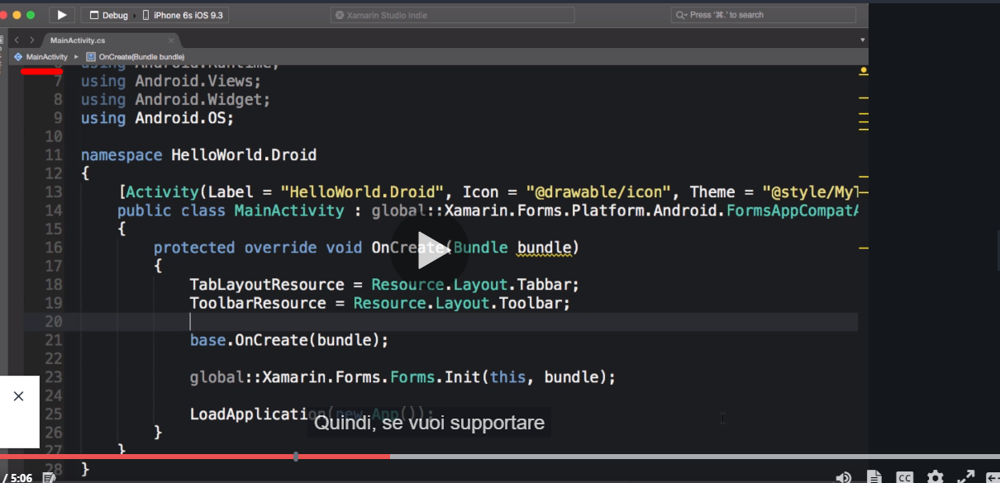 Debug › iPhone 6s iOS 9.3
Xamarin Studio Indie
Press '⌘.' to search
MainActivity.cs
MainActivity ▸ OnCreate(Bundle bundle)
6 using Android.Runtime;
7 using Android.Views;
8 using Android.Widget;
9 using Android.OS;
10
11 namespace HelloWorld.Droid
12 {
13 [Activity(Label = "HelloWorld.Droid", Icon = "@drawable/icon", Theme = "@style/MyT
14 public class MainActivity : global::Xamarin.Forms.Platform.Android.FormsAppCompatA
15 {
16 protected override void OnCreate(Bundle bundle)
17 {
18 TabLayoutResource = Resource.Layout.Tabbar;
19 ToolbarResource = Resource.Layout.Toolbar;
20
21 base.OnCreate(bundle);
22
23 global::Xamarin.Forms.Forms.Init(this, bundle);
24
25 LoadApplication(new App());
Quindi, se vuoi supportare
26 }
27 }
28 }
/ 5:06
CC